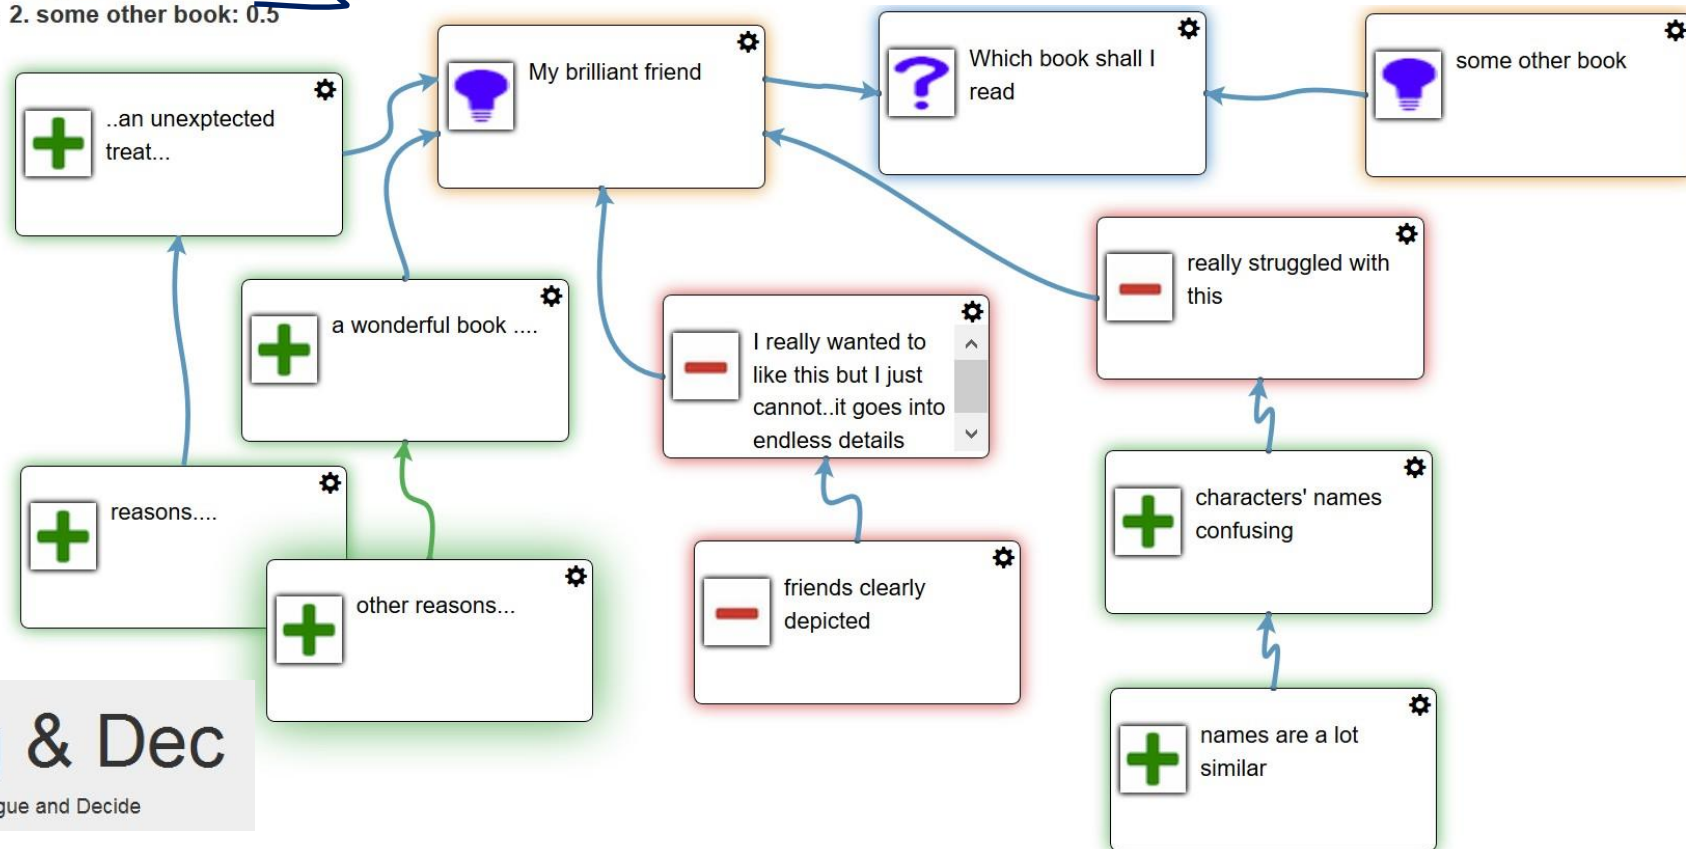 2. some other book: 0.5
..an unexptected
treat...
My brilliant friend
Which book shall I
read
some other book
a wonderful book ....
I really wanted to
like this but I just
cannot..it goes into
endless details
really struggled with
this
reasons....
other reasons...
friends clearly
depicted
characters' names
confusing
names are a lot
similar
& Dec
gue and Decide